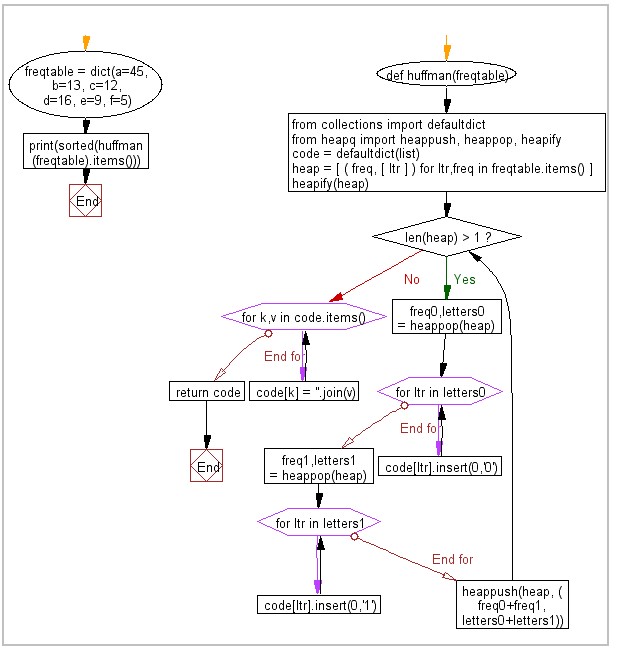 freqtable = dict(a=45,
b=13, c=12,
d=16, e=9, f=5)
print(sorted(huffman
(freqtable).items()))
End
def huffman(freqtable)
from collections import defaultdict
from heapq import heappush, heappop, heapify
code = defaultdict(list)
heap = [ ( freq, [ ltr ] ) for ltr,freq in freqtable.items() ]
heapify(heap)
len(heap) > 1 ?
No
Yes
for k,v in code.items()
End for
return code
code[k] = ''.join(v)
End
freq0,letters0
= heappop(heap)
for ltr in letters0
End for
code[ltr].insert(0,'0')
freq1,letters1
= heappop(heap)
for ltr in letters1
End for
code[ltr].insert(0,'1')
heappush(heap, (
freq0+freq1,
letters0+letters1))